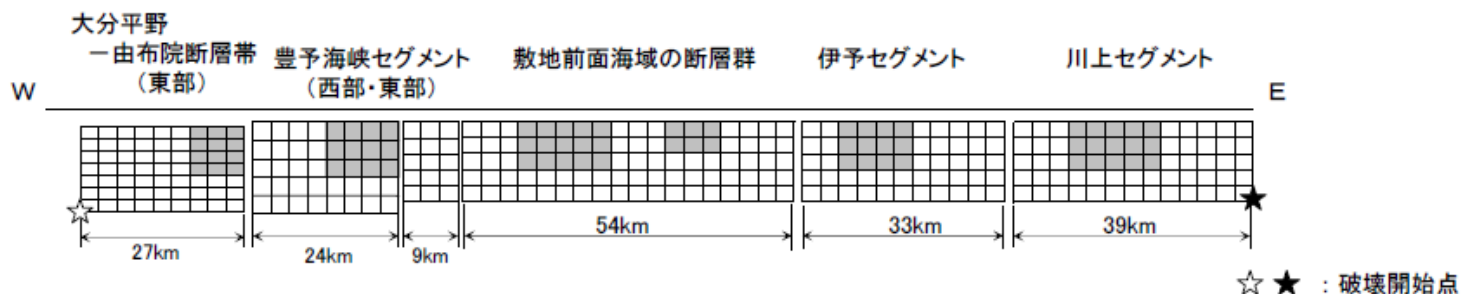 大分平野
－由布院断層帯
（東部）
豊予海峡セグメント
（西部・東部）
敷地前面海域の断層群
伊予セグメント
川上セグメント
W
E
27km
24km
9km
54km
33km
39km
☆ ★ ：破壊開始点